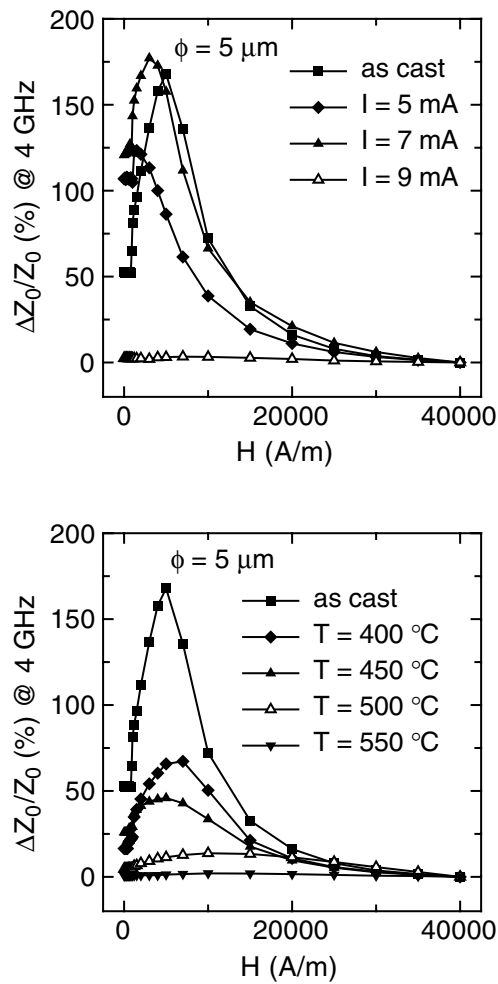 200
ϕ = 5 μm
as cast
I = 5 mA
I = 7 mA
I = 9 mA
150
100
50
0
ΔZ₀/Z₀ (%) @ 4 GHz
0 20000 40000
H (A/m)
200
ϕ = 5 μm
as cast
T = 400 °C
T = 450 °C
T = 500 °C
T = 550 °C
150
100
50
0
ΔZ₀/Z₀ (%) @ 4 GHz
0 20000 40000
H (A/m)